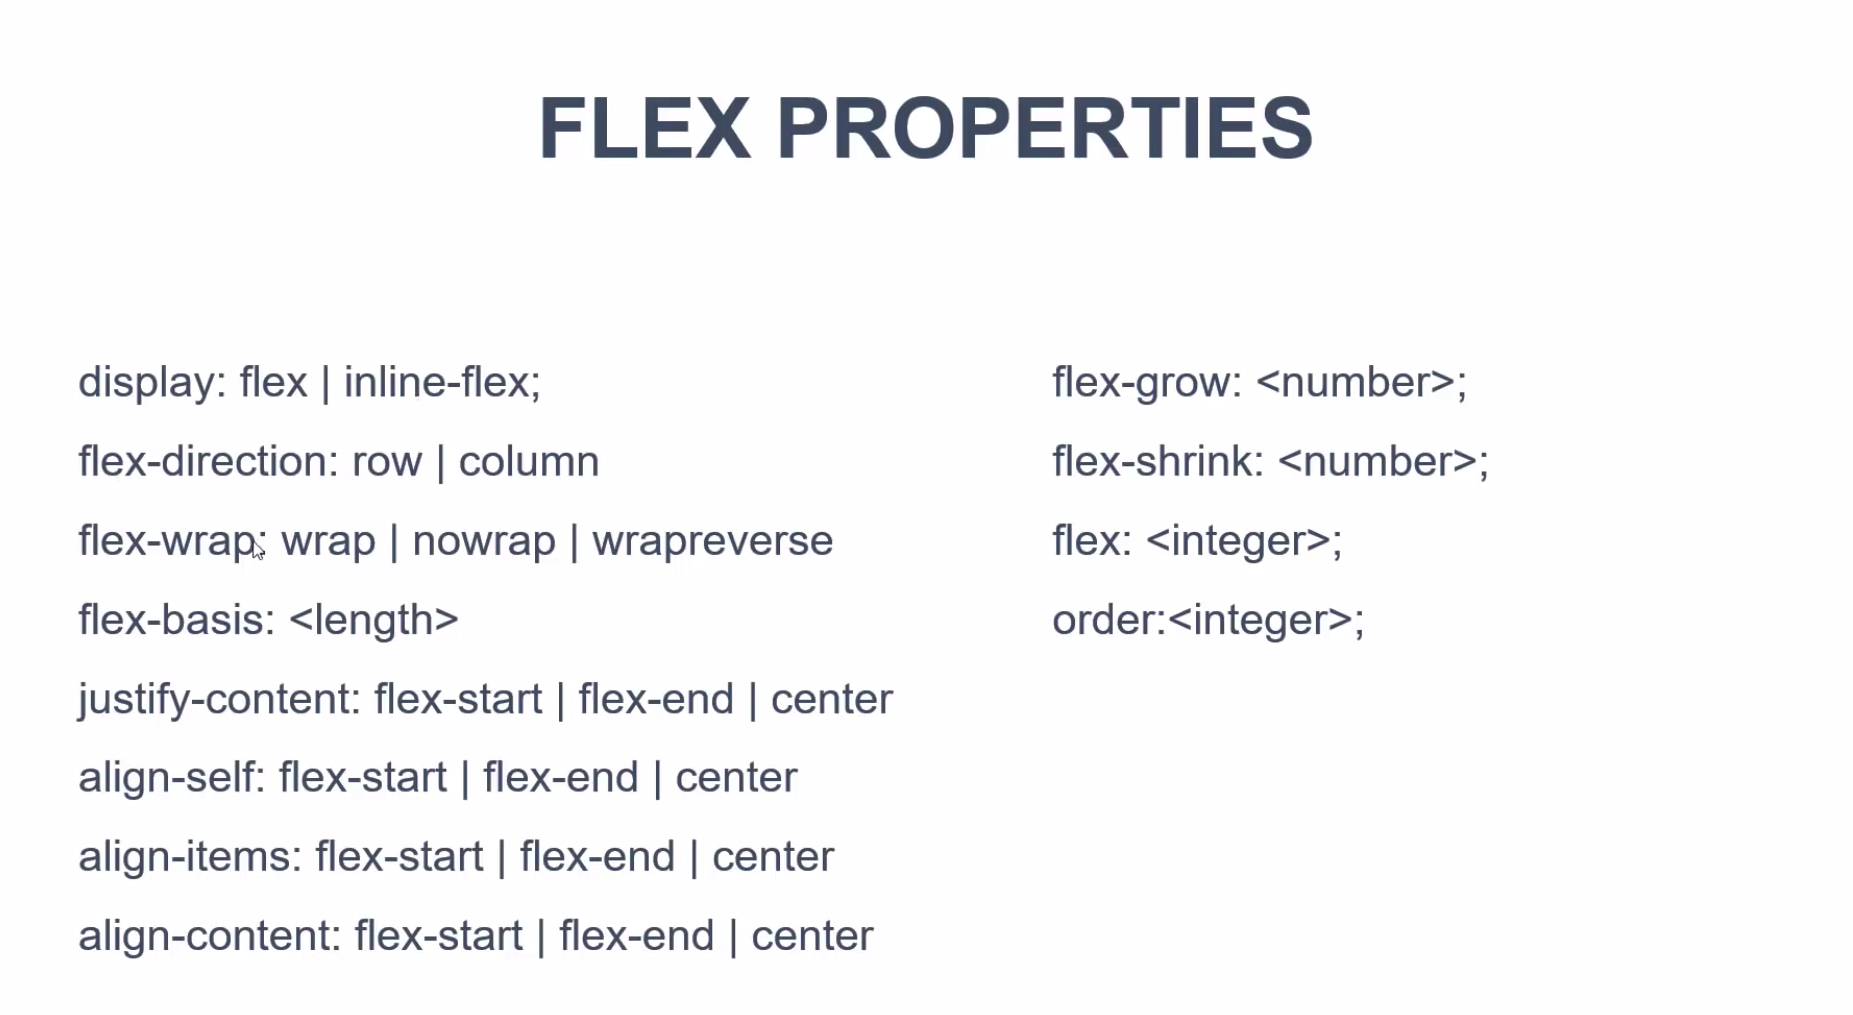 FLEX PROPERTIES
display: flex | inline-flex;
flex-direction: row | column
flex-wrap: wrap | nowrap | wrapreverse
flex-basis: <length>
justify-content: flex-start | flex-end | center
align-self: flex-start | flex-end | center
align-items: flex-start | flex-end | center
align-content: flex-start | flex-end | center
flex-grow: <number>;
flex-shrink: <number>;
flex: <integer>;
order:<integer>;